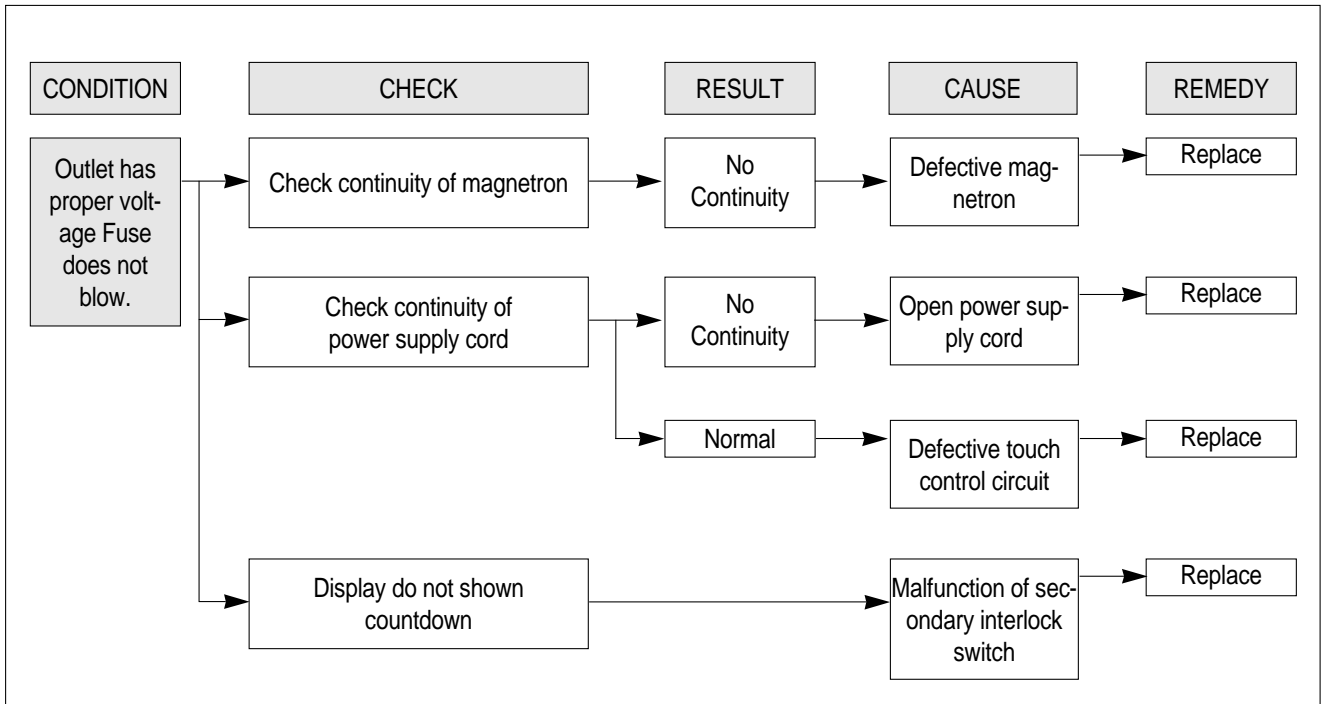 CONDITION
CHECK
RESULT
CAUSE
REMEDY
Outlet has
proper volt-
age Fuse
does not
blow.
Check continuity of magnetron
No
Continuity
Defective mag-
netron
Replace
Check continuity of
power supply cord
No
Continuity
Open power sup-
ply cord
Replace
Normal
Defective touch
control circuit
Replace
Display do not shown
countdown
Malfunction of sec-
ondary interlock
switch
Replace